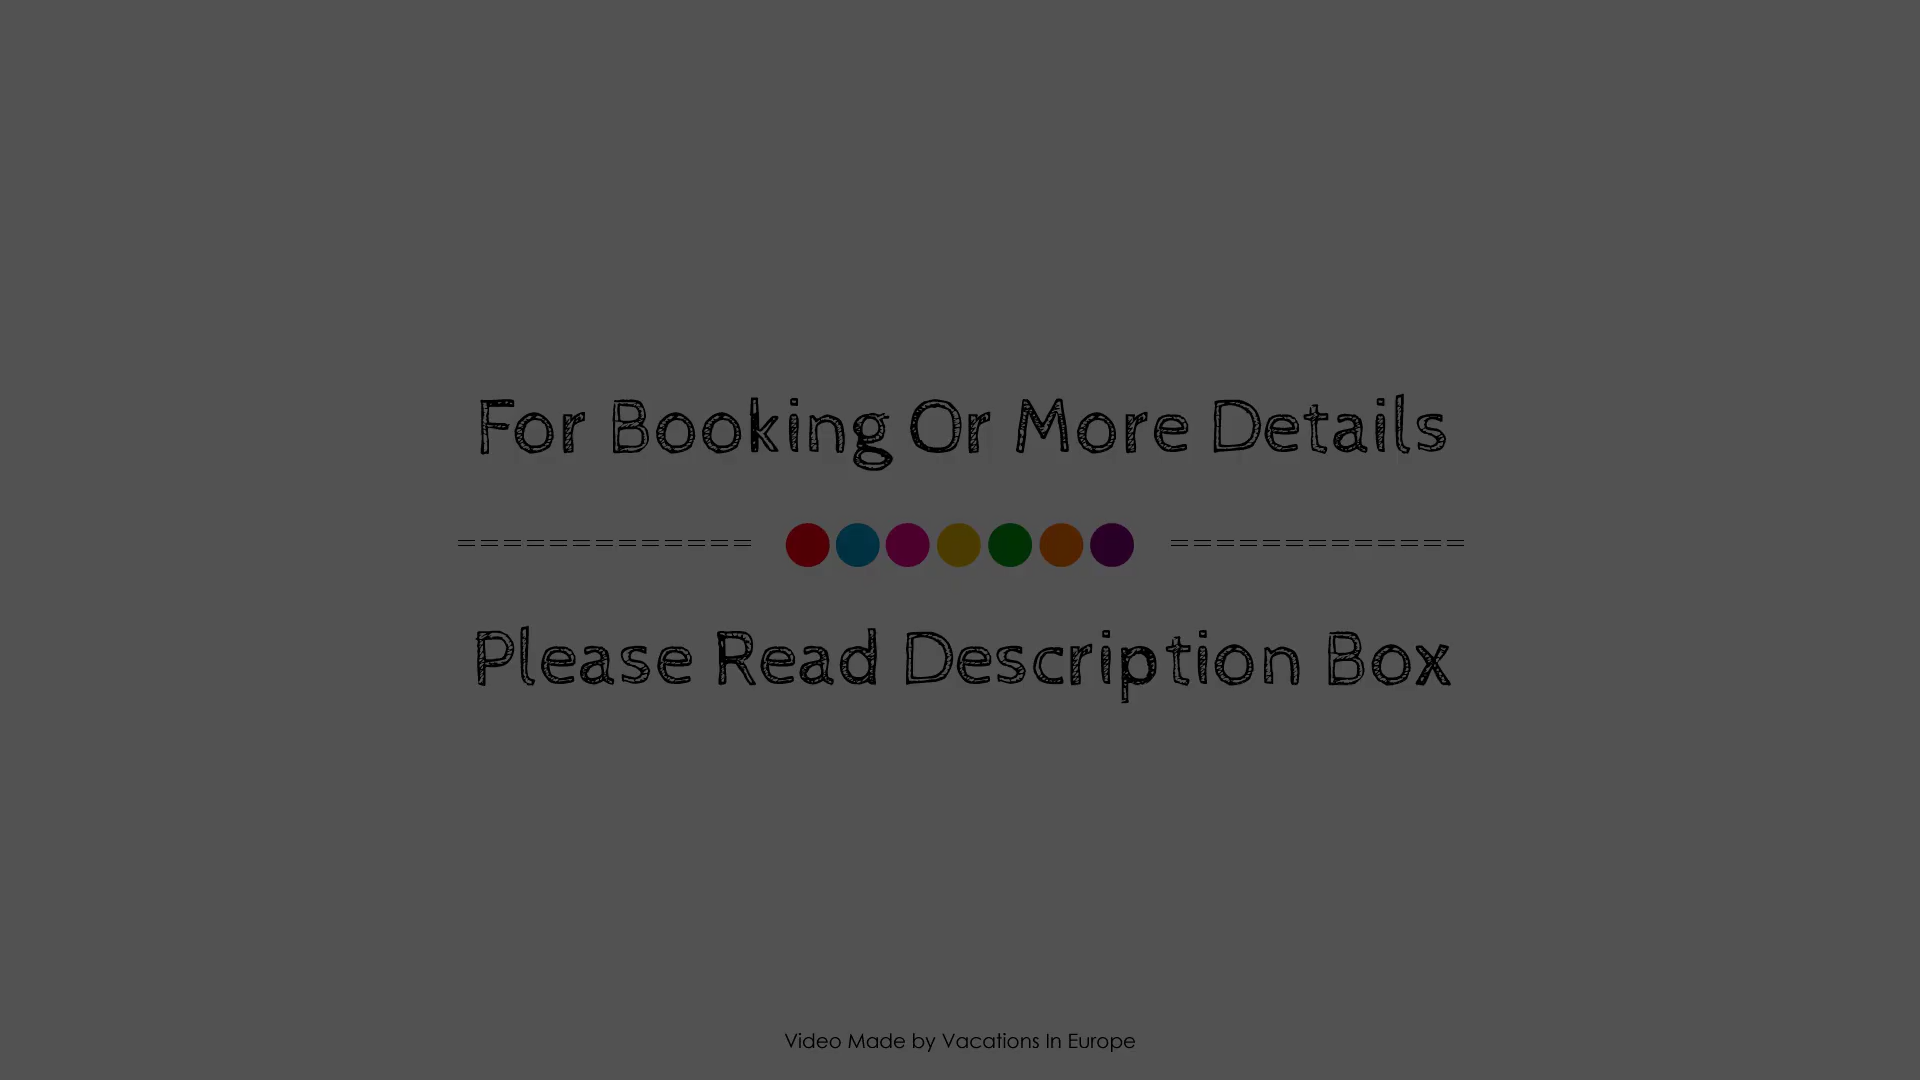 For Booking Or More Details
============= =============
Please Read Description Box
Video Made by Vacations In Europe